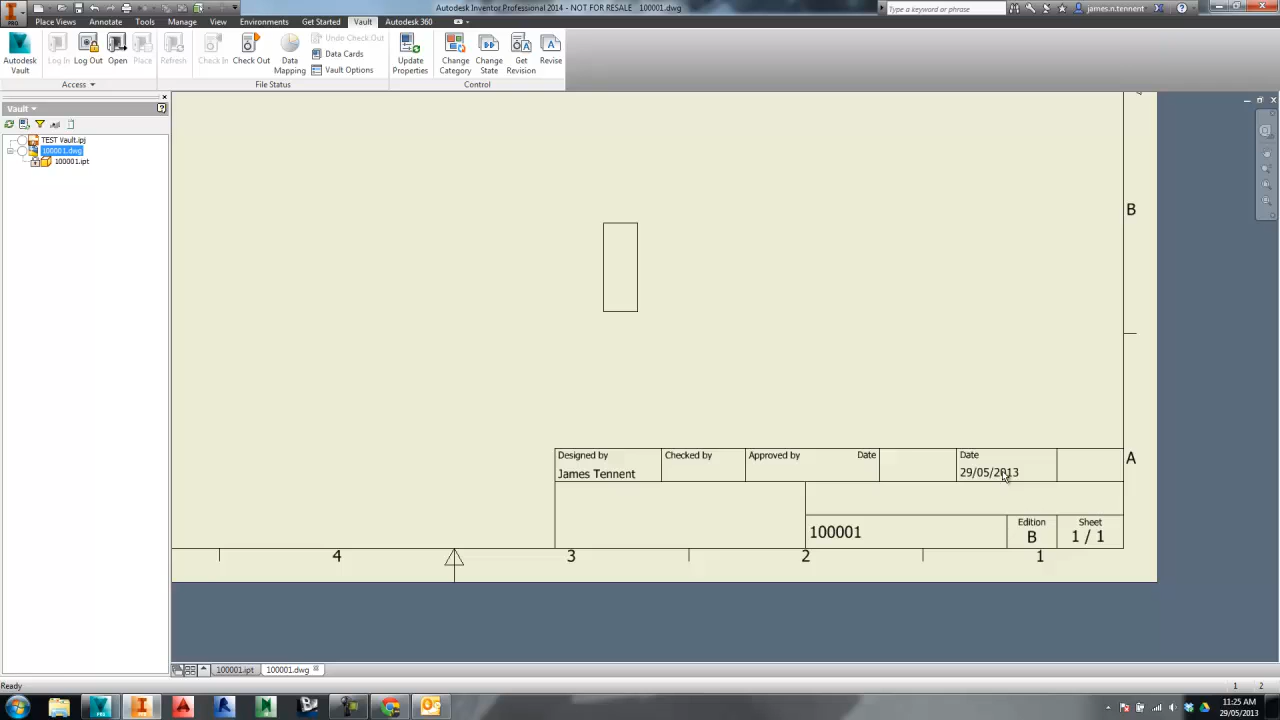 Autodesk Inventor Professional 2014 - NOT FOR RESALE 100001.dwg
Type a keyword or phrase
james.n.tennent
PRO
Place Views Annotate Tools Manage View Environments Get Started Vault Autodesk 360
Autodesk Vault
Log In
Log Out
Open
Place
Refresh
Check In
Check Out
Data Mapping
Undo Check Out
Data Cards
Vault Options
Update Properties
Change Category
Change State
Get Revision
Revise
Access
File Status
Control
Vault
TEST Vault.ipj
100001.dwg
100001.ipt
B
Designed by
James Tennent
Checked by
Approved by
Date
Date
29/05/2013
A
100001
Edition
B
Sheet
1 / 1
4 3 2 1
100001.ipt
100001.dwg
Ready
1 2
11:25 AM
29/05/2013